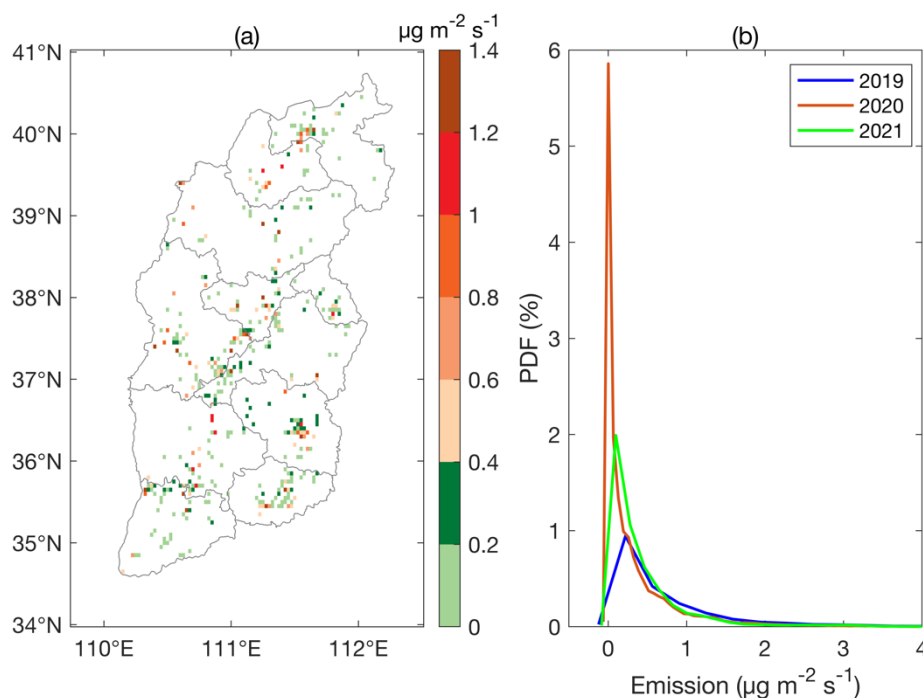 µg m⁻² s⁻¹
(a)
41°N
40°N
39°N
38°N
37°N
36°N
35°N
34°N
110°E
111°E
112°E
1.4
1.2
1
0.8
0.6
0.4
0.2
0
(b)
6
5
4
3
2
1
0
PDF (%)
2019
2020
2021
0
1
2
3
4
Emission (µg m⁻² s⁻¹)